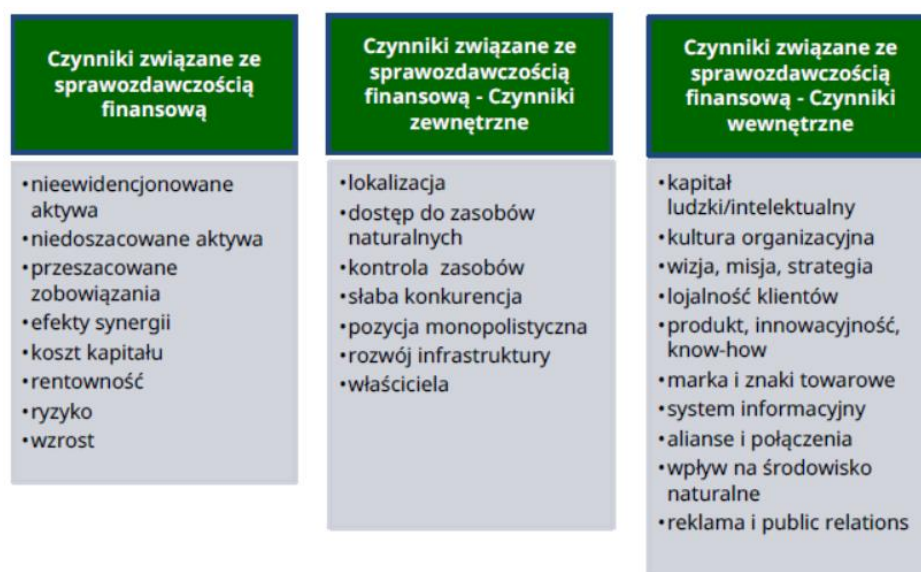 Czynniki związane ze
sprawozdawczością
finansową
•nieewidencjonowane
aktywa
•niedoszacowane aktywa
•przeszacowane
zobowiązania
•efekty synergii
•koszt kapitału
•rentowność
•ryzyko
•wzrost
Czynniki związane ze
sprawozdawczością
finansową - Czynniki
zewnętrzne
•lokalizacja
•dostęp do zasobów
naturalnych
•kontrola zasobów
•słaba konkurencja
•pozycja monopolistyczna
•rozwój infrastruktury
•właściciela
Czynniki związane ze
sprawozdawczością
finansową - Czynniki
wewnętrzne
•kapitał
ludzki/intelektualny
•kultura organizacyjna
•wizja, misja, strategia
•lojalność klientów
•produkt, innowacyjność,
know-how
•marka i znaki towarowe
•system informacyjny
•alianse i połączenia
•wpływ na środowisko
naturalne
•reklama i public relations